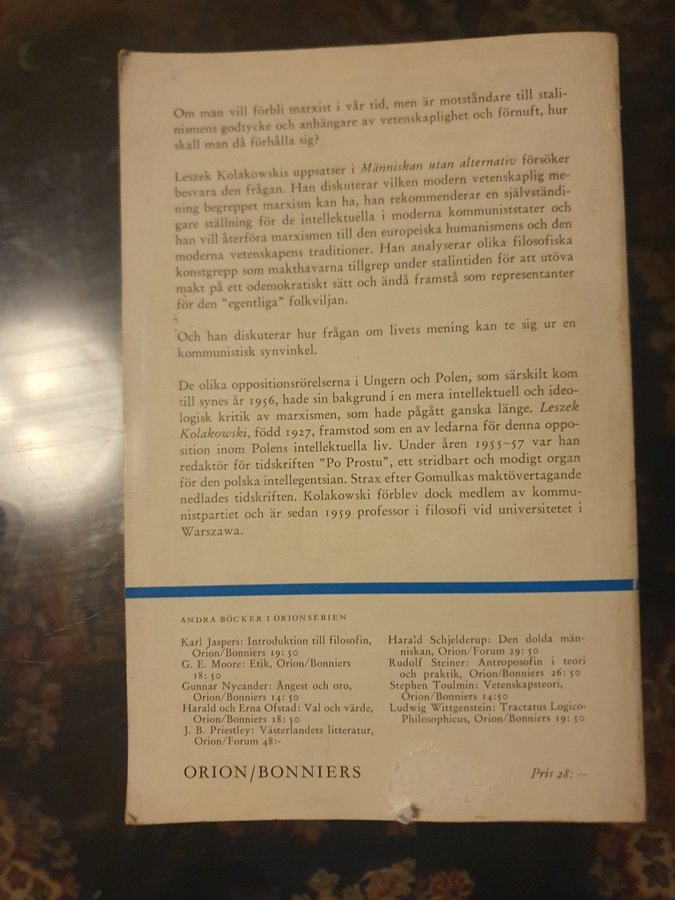 Om man vill förbli marxist i vår tid, men är motståndare till stali-
nismens godtycke och anhängare av vetenskaplighet och förnuft, hur
skall man då förhålla sig?
Leszek Kolakowskis uppsatser i Människan utan alternativ försöker
besvara den frågan. Han diskuterar vilken modern vetenskaplig me-
ning begreppet marxism kan ha, han rekommenderar en självständi-
gare ställning för de intellektuella i moderna kommuniststater och
han vill återföra marxismen till den europeiska humanismens och den
moderna vetenskapens traditioner. Han analyserar olika filosofiska
konstgrepp som makthavarna tillgrep under stalintiden för att utöva
makt på ett odemokratiskt sätt och ändå framstå som representanter
för den "egentliga" folkviljan.
Och han diskuterar hur frågan om livets mening kan te sig ur en
kommunistisk synvinkel.
De olika oppositionsrörelserna i Ungern och Polen, som särskilt kom
till synes år 1956, hade sin bakgrund i en mera intellektuell och ideo-
logisk kritik av marxismen, som hade pågått ganska länge. Leszek
Kolakowski, född 1927, framstod som en av ledarna för denna oppo-
sition inom Polens intellektuella liv. Under åren 1955–57 var han
redaktör för tidskriften "Po Prostu", ett stridbart och modigt organ
för den polska intellegentsian. Strax efter Gomulkas maktövertagande
nedlades tidskriften. Kolakowski förblev dock medlem av kommu-
nistpartiet och är sedan 1959 professor i filosofi vid universitetet i
Warszawa.
ANDRA BÖCKER I ORIONSERIEN
Karl Jaspers: Introduktion till filosofin,
Orion/Bonniers 19: 50
G. E. Moore: Etik, Orion/Bonniers
18: 50
Gunnar Nycander: Ångest och oro,
Orion/Bonniers 14: 50
Harald och Erna Ofstad: Val och värde,
Orion/Bonniers 18: 50
J. B. Priestley: Västerlandets litteratur,
Orion/Forum 48:-
Harald Schjelderup: Den dolda män-
niskan, Orion/Forum 29: 50
Rudolf Steiner: Antroposofin i teori
och praktik, Orion/Bonniers 26: 50
Stephen Toulmin: Vetenskapsteori,
Orion/Bonniers 14:50
Ludwig Wittgenstein: Tractatus Logico-
Philosophicus, Orion/Bonniers 19: 50
ORION/BONNIERS
Pris 28: —